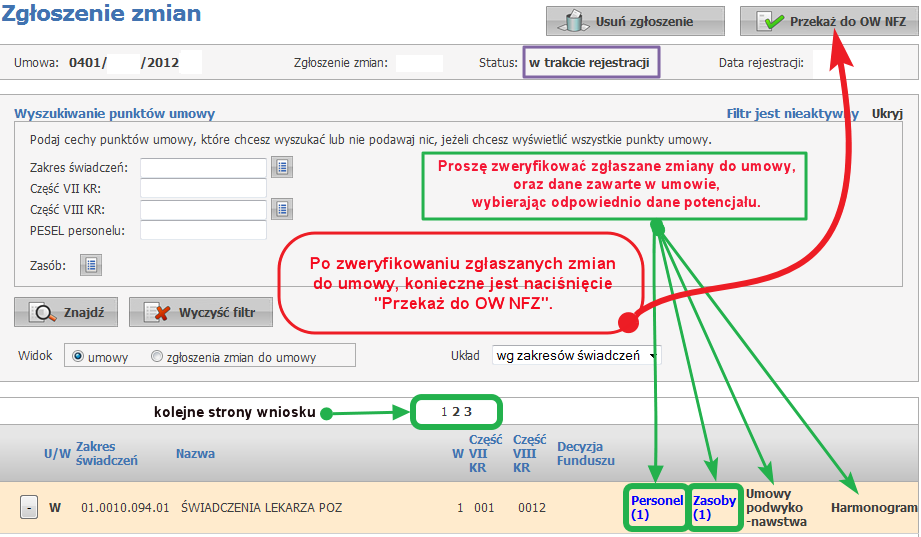 Zgłoszenie zmian
Usuń zgłoszenie
Przekaż do OW NFZ
Umowa: 0401/ /2012
Zgłoszenie zmian:
Status: w trakcie rejestracji
Data rejestracji:
Wyszukiwanie punktów umowy
Filtr jest nieaktywny Ukryj
Podaj cechy punktów umowy, które chcesz wyszukać lub nie podawaj nic, jeżeli chcesz wyświetlić wszystkie punkty umowy.
Zakres świadczeń:
Część VII KR:
Część VIII KR:
PESEL personelu:
Zasób:
Proszę zweryfikować zgłaszane zmiany do umowy,
oraz dane zawarte w umowie,
wybierając odpowiednio dane potencjału.
Po zweryfikowaniu zgłaszanych zmian
do umowy, konieczne jest naciśnięcie
"Przekaż do OW NFZ".
Znajdź
Wyczyść filtr
Widok umowy zgłoszenia zmian do umowy
Układ wg zakresów świadczeń
kolejne strony wniosku
1 2 3
U/W
Zakres
świadczeń
Nazwa
W
Część
VII
KR
Część
VIII
KR
Decyzja
Funduszu
- W 01.0010.094.01 ŚWIADCZENIA LEKARZA POZ 1 001 0012
Personel
(1)
Zasoby
(1)
Umowy
podwyko
-nawstwa
Harmonogram